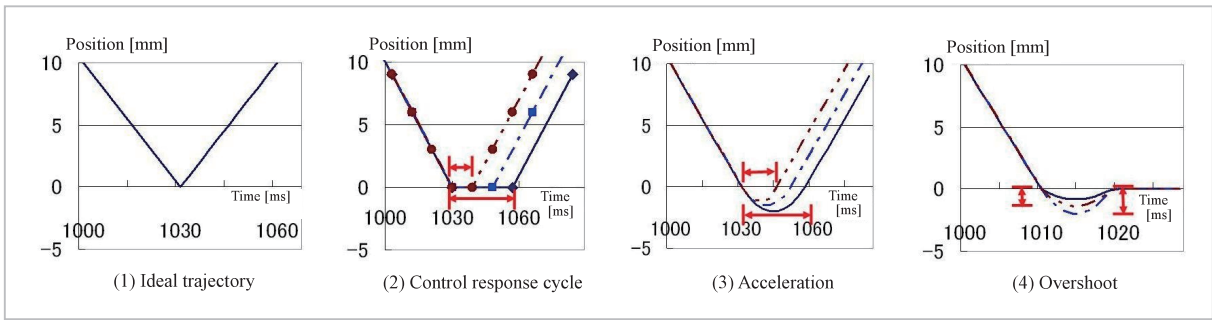 Position [mm]
10
5
0
-5
Time [ms]
1000
1030
1060
(1) Ideal trajectory
Position [mm]
10
5
0
-5
Time
[ms]
1000
1030
1060
(2) Control response cycle
Position [mm]
10
5
0
-5
Time
[ms]
1000
1030
1060
(3) Acceleration
Position [mm]
10
5
0
-5
Time
[ms]
1000
1010
1020
(4) Overshoot